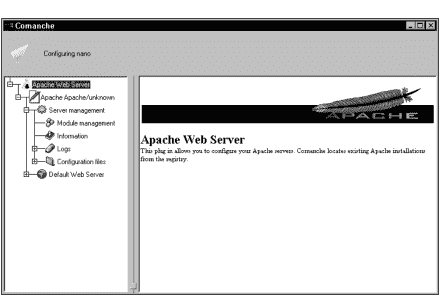 Comanche
Configuring nano
Apache Web Server
Apache Apache/unknown
Server management
Module management
Information
Logs
Configuration files
Default Web Server
APACHE
Apache Web Server
This plug in allows you to configure your Apache servers. Comanche locates existing Apache installations
from the registry.